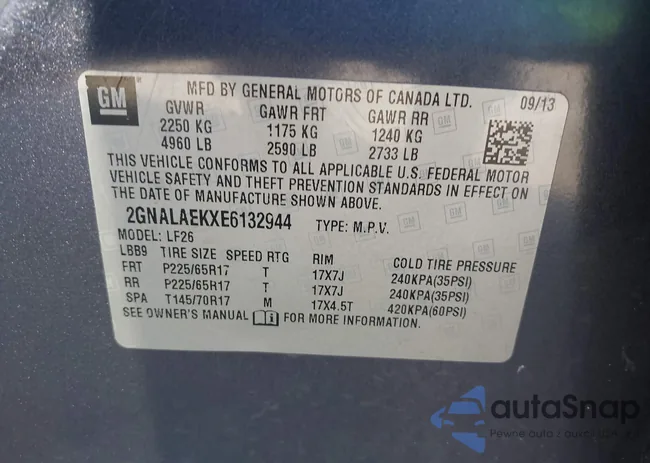 GM
MFD BY GENERAL MOTORS OF CANADA LTD. 09/13
GVWR GAWR FRT GAWR RR
2250 KG 1175 KG 1240 KG
4960 LB 2590 LB 2733 LB
THIS VEHICLE CONFORMS TO ALL APPLICABLE U.S. FEDERAL MOTOR
VEHICLE SAFETY AND THEFT PREVENTION STANDARDS IN EFFECT ON
THE DATE OF MANUFACTURE SHOWN ABOVE.
2GNALAEKXE6132944 TYPE: M.P.V.
MODEL: LF26
LBB9 TIRE SIZE SPEED RTG RIM COLD TIRE PRESSURE
FRT P225/65R17 T 17X7J 240KPA(35PSI)
RR P225/65R17 T 17X7J 240KPA(35PSI)
SPA T145/70R17 M 17X4.5T 420KPA(60PSI)
SEE OWNER'S MANUAL i FOR MORE INFORMATION.
autaSnap
Pewne auto z USA